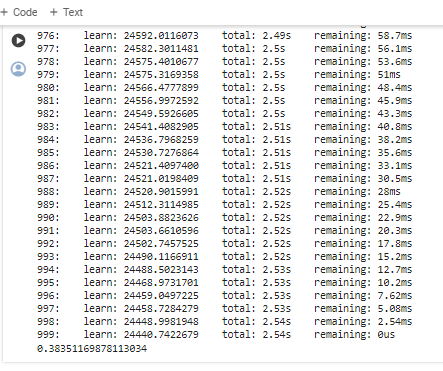 + Code + Text
976: learn: 24592.0116073 total: 2.49s remaining: 58.7ms
977: learn: 24582.3011481 total: 2.5s remaining: 56.1ms
978: learn: 24575.4010677 total: 2.5s remaining: 53.6ms
979: learn: 24575.3169358 total: 2.5s remaining: 51ms
980: learn: 24566.4777899 total: 2.5s remaining: 48.4ms
981: learn: 24556.9972592 total: 2.5s remaining: 45.9ms
982: learn: 24549.5926605 total: 2.5s remaining: 43.3ms
983: learn: 24541.4082905 total: 2.51s remaining: 40.8ms
984: learn: 24536.7968259 total: 2.51s remaining: 38.2ms
985: learn: 24530.7276864 total: 2.51s remaining: 35.6ms
986: learn: 24521.4097400 total: 2.51s remaining: 33.1ms
987: learn: 24521.0198409 total: 2.51s remaining: 30.5ms
988: learn: 24520.9015991 total: 2.52s remaining: 28ms
989: learn: 24512.3114985 total: 2.52s remaining: 25.4ms
990: learn: 24503.8823626 total: 2.52s remaining: 22.9ms
991: learn: 24503.6610596 total: 2.52s remaining: 20.3ms
992: learn: 24502.7457525 total: 2.52s remaining: 17.8ms
993: learn: 24490.1166911 total: 2.52s remaining: 15.2ms
994: learn: 24488.5023143 total: 2.53s remaining: 12.7ms
995: learn: 24468.9731701 total: 2.53s remaining: 10.2ms
996: learn: 24459.0497225 total: 2.53s remaining: 7.62ms
997: learn: 24458.7284279 total: 2.53s remaining: 5.08ms
998: learn: 24448.9981948 total: 2.54s remaining: 2.54ms
999: learn: 24440.7422679 total: 2.54s remaining: 0us
0.38351169878113034